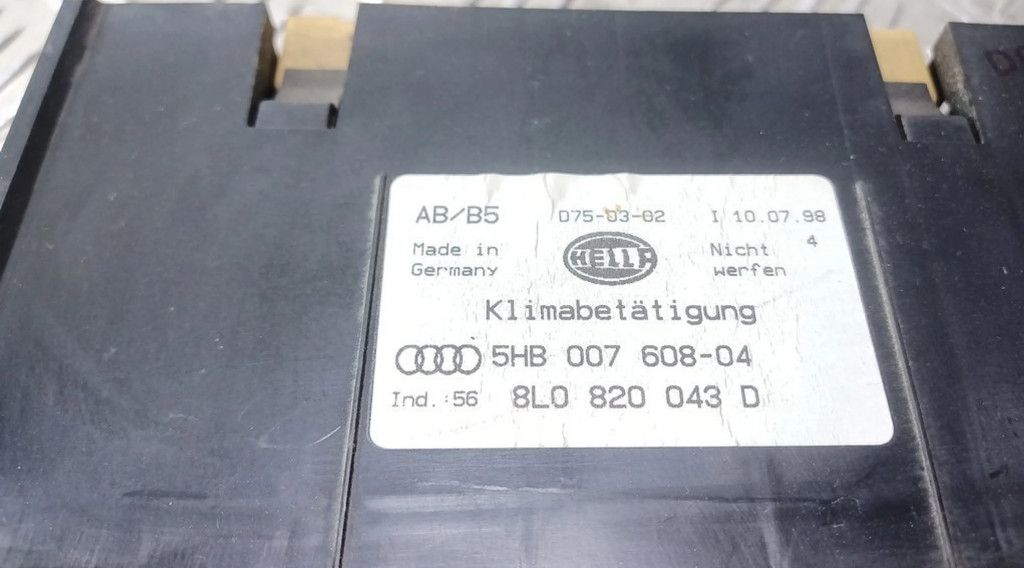 AB/B5 D75-03-02 I 10.07.98
Made in Germany
HELLA
Nicht werfen
4
Klimabetätigung
5HB 007 608-04
Ind.:56 8L0 820 043 D